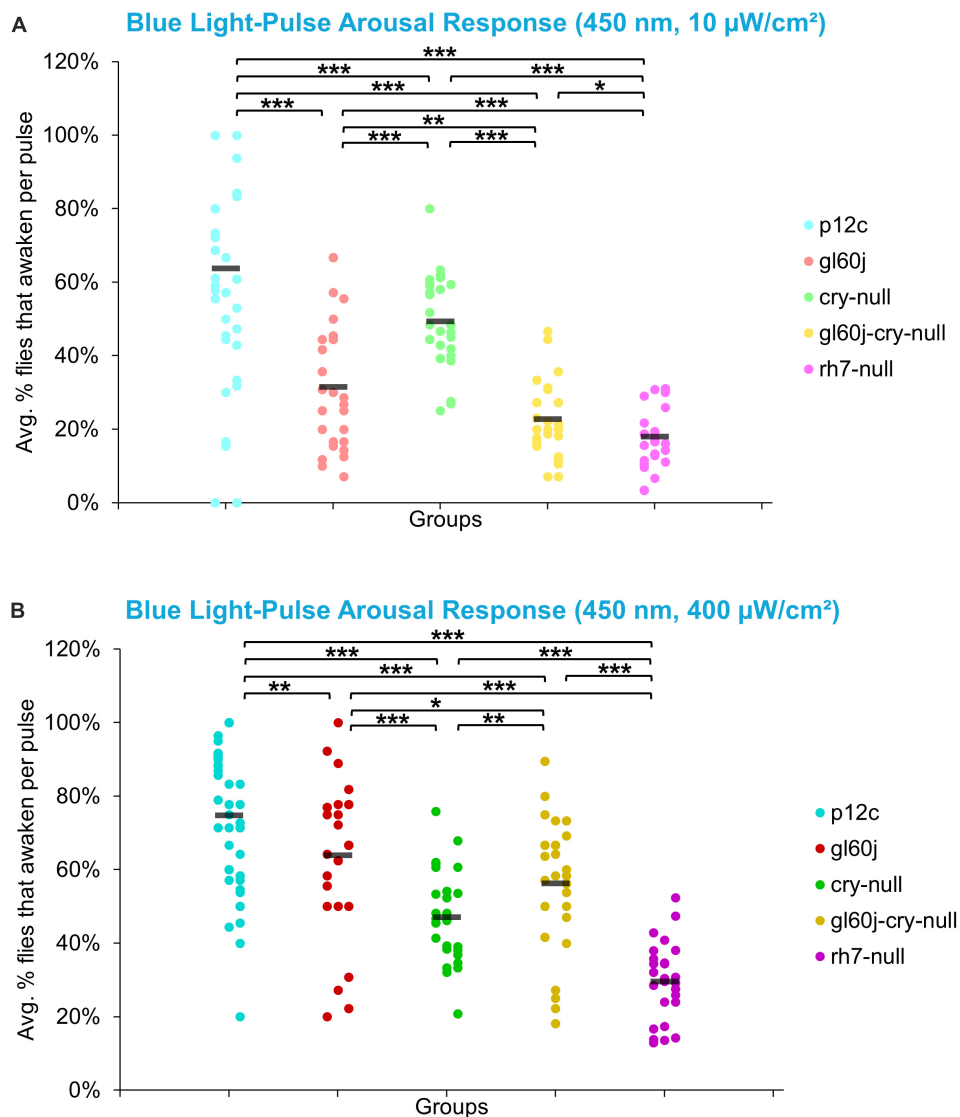 A
Blue Light-Pulse Arousal Response (450 nm, 10 µW/cm²)
120%
100%
80%
60%
40%
20%
0%
Avg. % flies that awaken per pulse
***
***
***
***
*
***
***
**
***
***
Groups
p12c
gl60j
cry-null
gl60j-cry-null
rh7-null
B
Blue Light-Pulse Arousal Response (450 nm, 400 µW/cm²)
120%
100%
80%
60%
40%
20%
0%
Avg. % flies that awaken per pulse
***
***
***
***
***
**
***
*
***
**
Groups
p12c
gl60j
cry-null
gl60j-cry-null
rh7-null